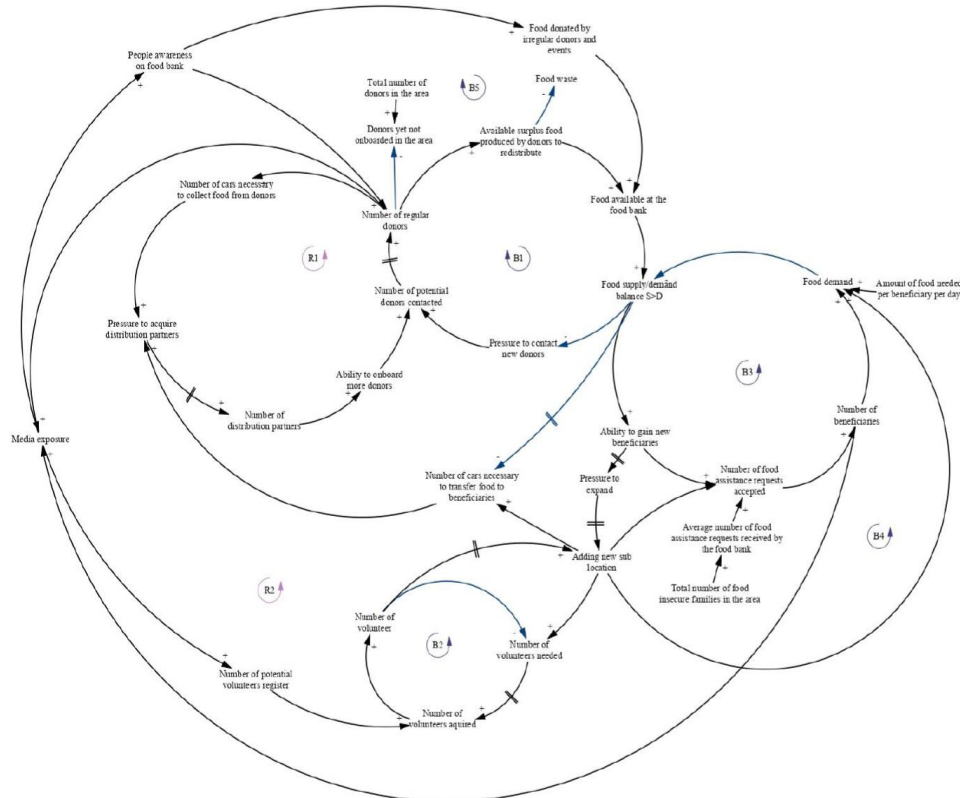 Food donated by
irregular donors and
events
People awareness
on food bank
Total number of
donors in the area
B5
Food waste
Donors yet not
onboarded in the area
Available surplus food
produced by donors to
redistribute
Number of cars necessary
to collect food from donors
Food available at the
food bank
Number of regular
donors
R1
B1
Number of potential
donors contacted
Food supply/demand
balance S>D
Food demand
Amount of food needed
per beneficiary per day
Pressure to acquire
distribution partners
Pressure to contact
new donors
B3
Ability to onboard
more donors
Number of
distribution partners
Number of
beneficiaries
Media exposure
Ability to gain new
beneficiaries
Number of cars necessary
to transfer food to
beneficiaries
Pressure to
expand
Number of food
assistance requests
accepted
Average number of food
assistance requests received by
the food bank
B4
Adding new sub
location
Total number of food
insecure families in the area
R2
Number of
volunteer
B2
Number of
volunteers needed
Number of potential
volunteers register
Number of
volunteers aquired